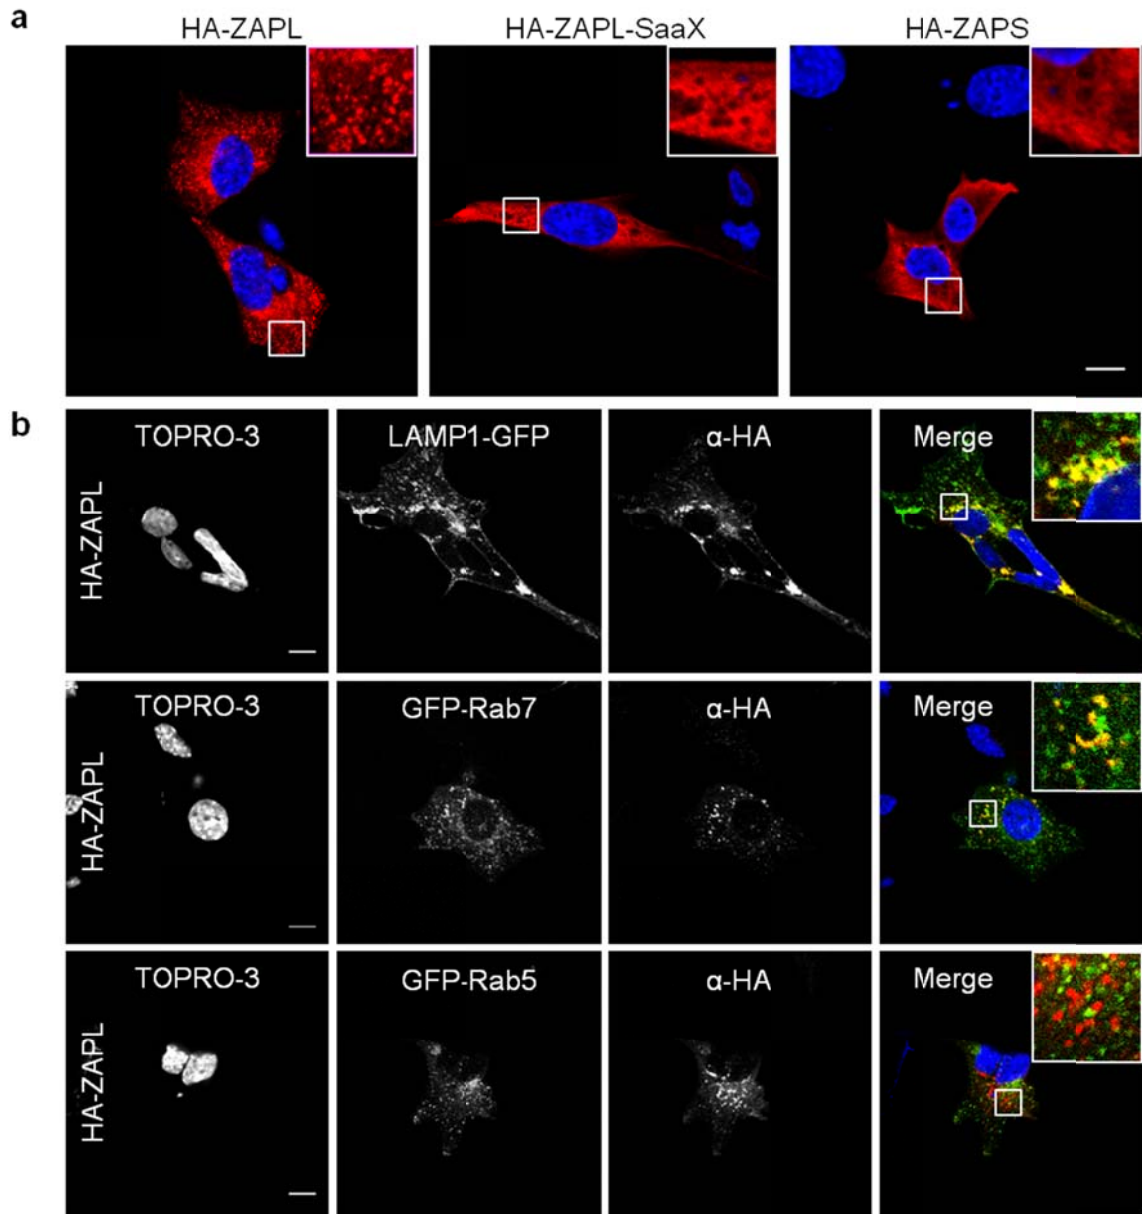 a
HA-ZAPL
HA-ZAPL-SaaX
HA-ZAPS
b
HA-ZAPL
TOPRO-3
LAMP1-GFP
α-HA
Merge
HA-ZAPL
TOPRO-3
GFP-Rab7
α-HA
Merge
HA-ZAPL
TOPRO-3
GFP-Rab5
α-HA
Merge